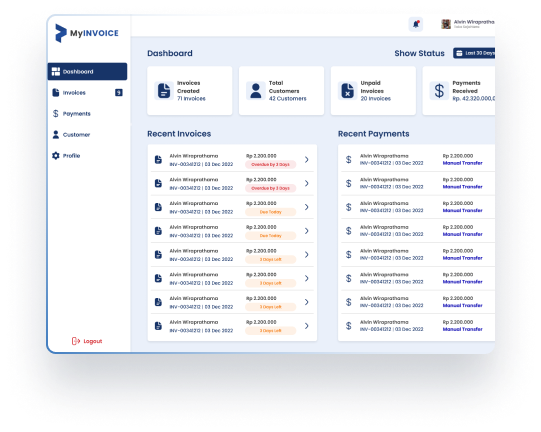 MyINVOICE
Alvin Wirapratha
Dashboard
Show Status
Last 30 Days
Dashboard
Invoices
Payments
Customer
Profile
Logout
Invoices Created
71 Invoices
Total Customers
42 Customers
Unpaid Invoices
20 Invoices
Payments Received
Rp. 42.320.000,0
Recent Invoices
Alvin Wiraprathama Rp 2.200.000
INV-00341212 | 03 Dec 2022 Overdue by 3 Days
Alvin Wiraprathama Rp 2.200.000
INV-00341212 | 03 Dec 2022 Overdue by 3 Days
Alvin Wiraprathama Rp 2.200.000
INV-00341212 | 03 Dec 2022 Due Today
Alvin Wiraprathama Rp 2.200.000
INV-00341212 | 03 Dec 2022 Due Today
Alvin Wiraprathama Rp 2.200.000
INV-00341212 | 03 Dec 2022 3 Days Left
Alvin Wiraprathama Rp 2.200.000
INV-00341212 | 03 Dec 2022 3 Days Left
Alvin Wiraprathama Rp 2.200.000
INV-00341212 | 03 Dec 2022 3 Days Left
Alvin Wiraprathama Rp 2.200.000
INV-00341212 | 03 Dec 2022 3 Days Left
Recent Payments
Alvin Wiraprathama Rp 2.200.000
INV-00341212 | 03 Dec 2022 Manual Transfer
Alvin Wiraprathama Rp 2.200.000
INV-00341212 | 03 Dec 2022 Manual Transfer
Alvin Wiraprathama Rp 2.200.000
INV-00341212 | 03 Dec 2022 Manual Transfer
Alvin Wiraprathama Rp 2.200.000
INV-00341212 | 03 Dec 2022 Manual Transfer
Alvin Wiraprathama Rp 2.200.000
INV-00341212 | 03 Dec 2022 Manual Transfer
Alvin Wiraprathama Rp 2.200.000
INV-00341212 | 03 Dec 2022 Manual Transfer
Alvin Wiraprathama Rp 2.200.000
INV-00341212 | 03 Dec 2022 Manual Transfer
Alvin Wiraprathama Rp 2.200.000
INV-00341212 | 03 Dec 2022 Manual Transfer